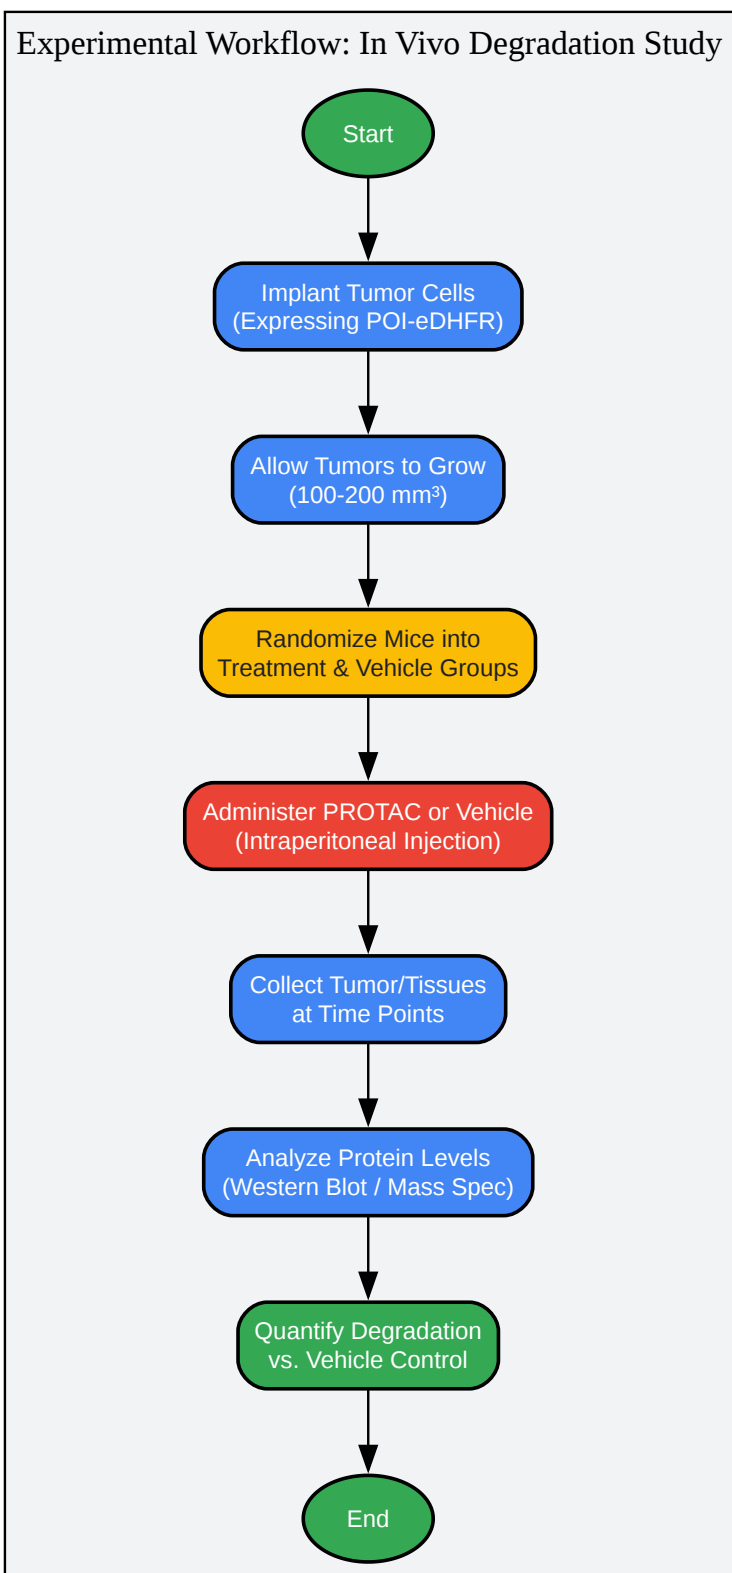 Experimental Workflow: In Vivo Degradation Study
Start
Implant Tumor Cells
(Expressing POI-eDHFR)
Allow Tumors to Grow
(100-200 mm³)
Randomize Mice into
Treatment & Vehicle Groups
Administer PROTAC or Vehicle
(Intraperitoneal Injection)
Collect Tumor/Tissues
at Time Points
Analyze Protein Levels
(Western Blot / Mass Spec)
Quantify Degradation
vs. Vehicle Control
End